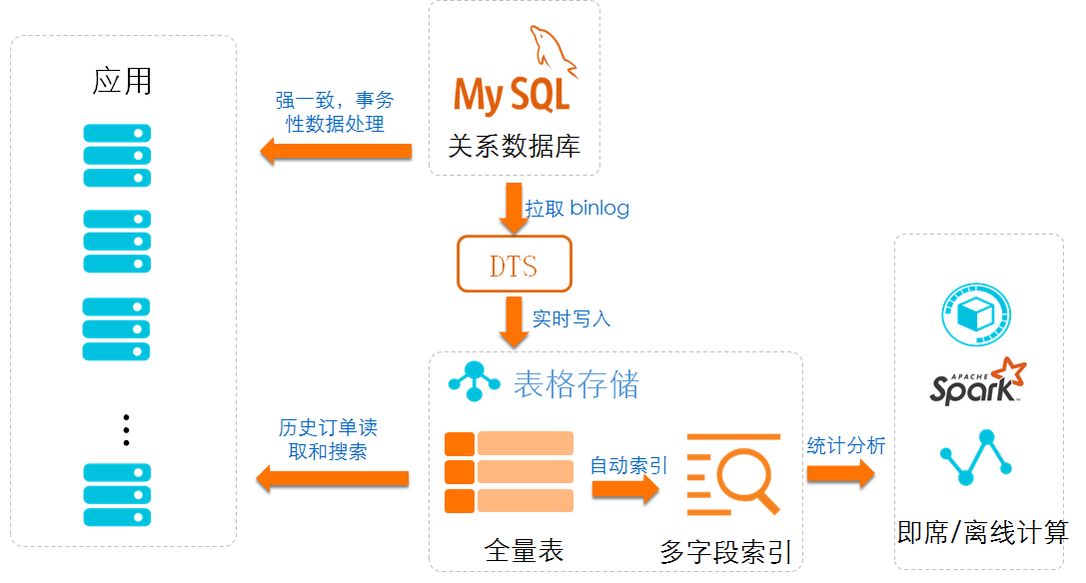 应用
强一致，事务
性数据处理
My SQL
关系数据库
拉取 binlog
DTS
实时写入
表格存储
历史订单读
取和搜索
自动索引
统计分析
全量表
多字段索引
APACHE
Spark
即席/离线计算